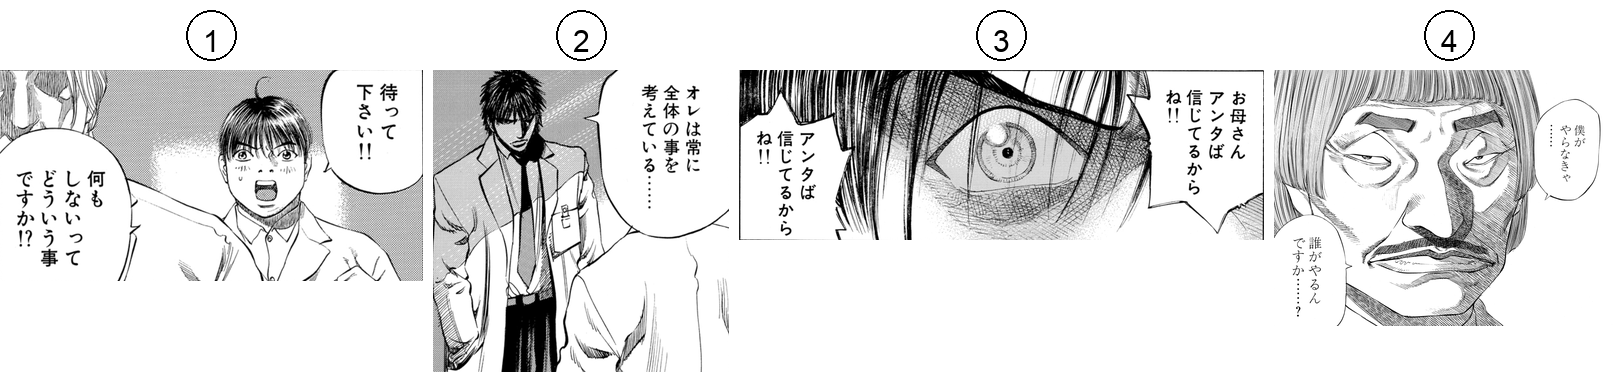 1
待って
下さい!!
何も
しないって
どういう事
ですか!?
2
オレは常に
全体の事を
考えている……
3
お母さん
アンタば
信じてるから
ね!!
アンタば
信じてるから
ね!!
4
僕が
やらなきゃ
……
誰がやるん
ですか……?